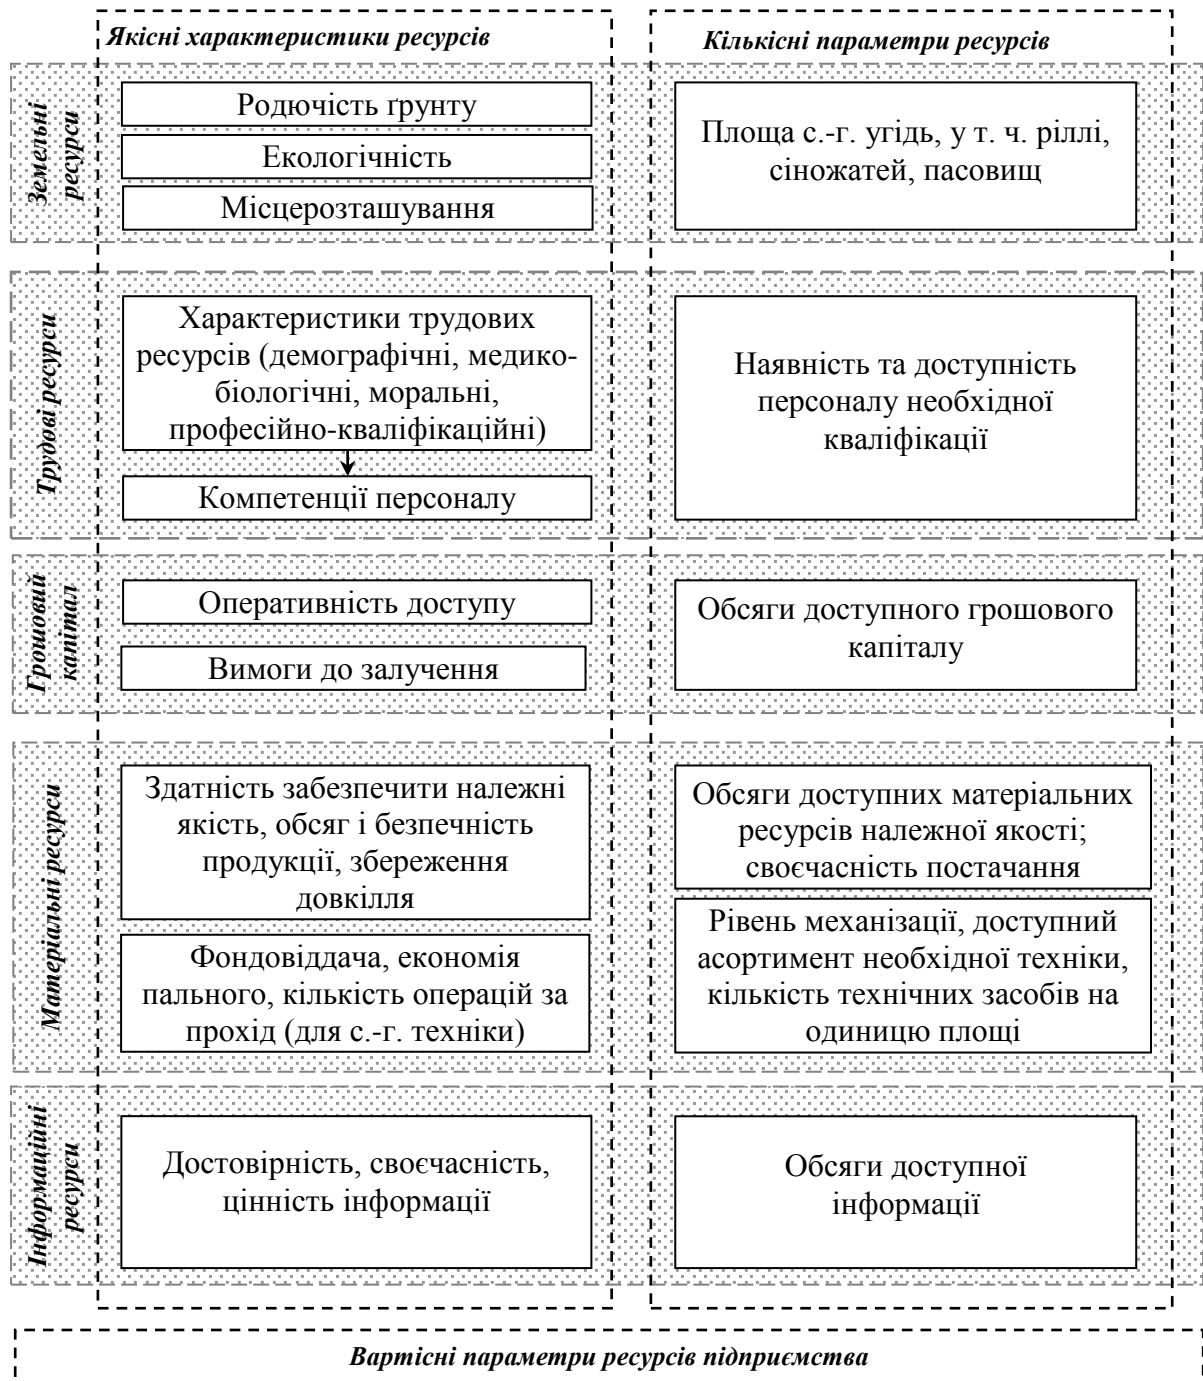 Якісні характеристики ресурсів
Кількісні параметри ресурсів
Земельні
ресурси
Родючість ґрунту
Екологічність
Місцерозташування
Площа с.-г. угідь, у т. ч. ріллі,
сіножатей, пасовищ
Трудові ресурси
Характеристики трудових
ресурсів (демографічні, медико-
біологічні, моральні,
професійно-кваліфікаційні)
Компетенції персоналу
Наявність та доступність
персоналу необхідної
кваліфікації
Грошовий
капітал
Оперативність доступу
Вимоги до залучення
Обсяги доступного грошового
капіталу
Матеріальні ресурси
Здатність забезпечити належні
якість, обсяг і безпечність
продукції, збереження
довкілля
Фондовіддача, економія
пального, кількість операцій за
прохід (для с.-г. техніки)
Обсяги доступних матеріальних
ресурсів належної якості;
своєчасність постачання
Рівень механізації, доступний
асортимент необхідної техніки,
кількість технічних засобів на
одиницю площі
Інформаційні
ресурси
Достовірність, своєчасність,
цінність інформації
Обсяги доступної
інформації
Вартісні параметри ресурсів підприємства